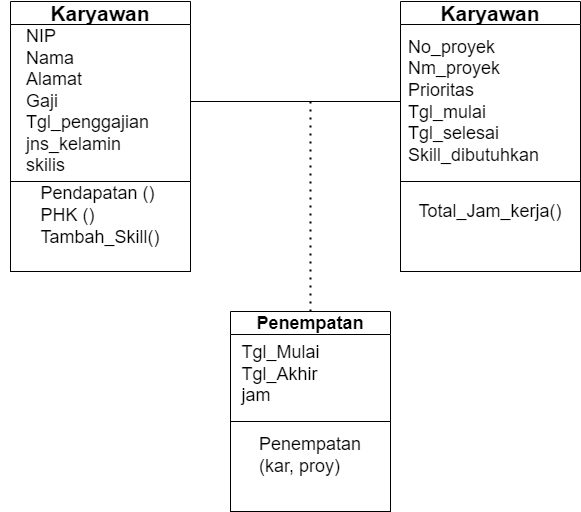 Karyawan
NIP
Nama
Alamat
Gaji
Tgl_penggajian
jns_kelamin
skilis
Pendapatan ()
PHK ()
Tambah_Skill()
Karyawan
No_proyek
Nm_proyek
Prioritas
Tgl_mulai
Tgl_selesai
Skill_dibutuhkan
Total_Jam_kerja()
Penempatan
Tgl_Mulai
Tgl_Akhir
jam
Penempatan
(kar, proy)